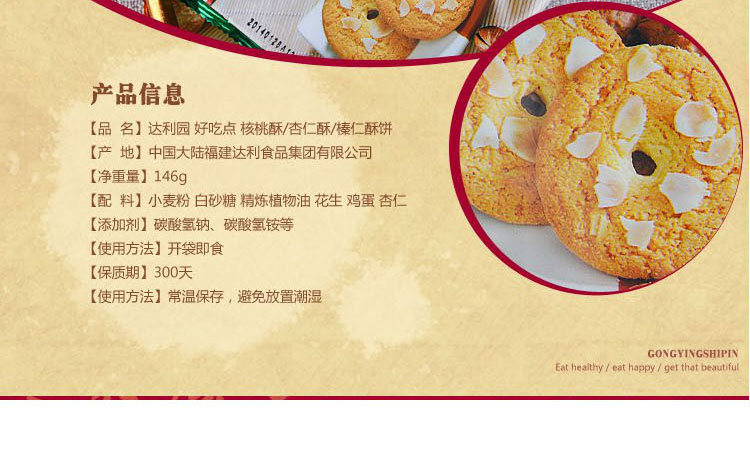 产品信息
【品 名】达利园 好吃点 核桃酥/杏仁酥/榛仁酥饼
【产 地】中国大陆福建达利食品集团有限公司
【净重量】146g
【配 料】小麦粉 白砂糖 精炼植物油 花生 鸡蛋 杏仁
【添加剂】碳酸氢钠、碳酸氢铵等
【使用方法】开袋即食
【保质期】300天
【使用方法】常温保存，避免放置潮湿
GONGYINGSHIPIN
Eat healthy / eat happy / get that beautiful